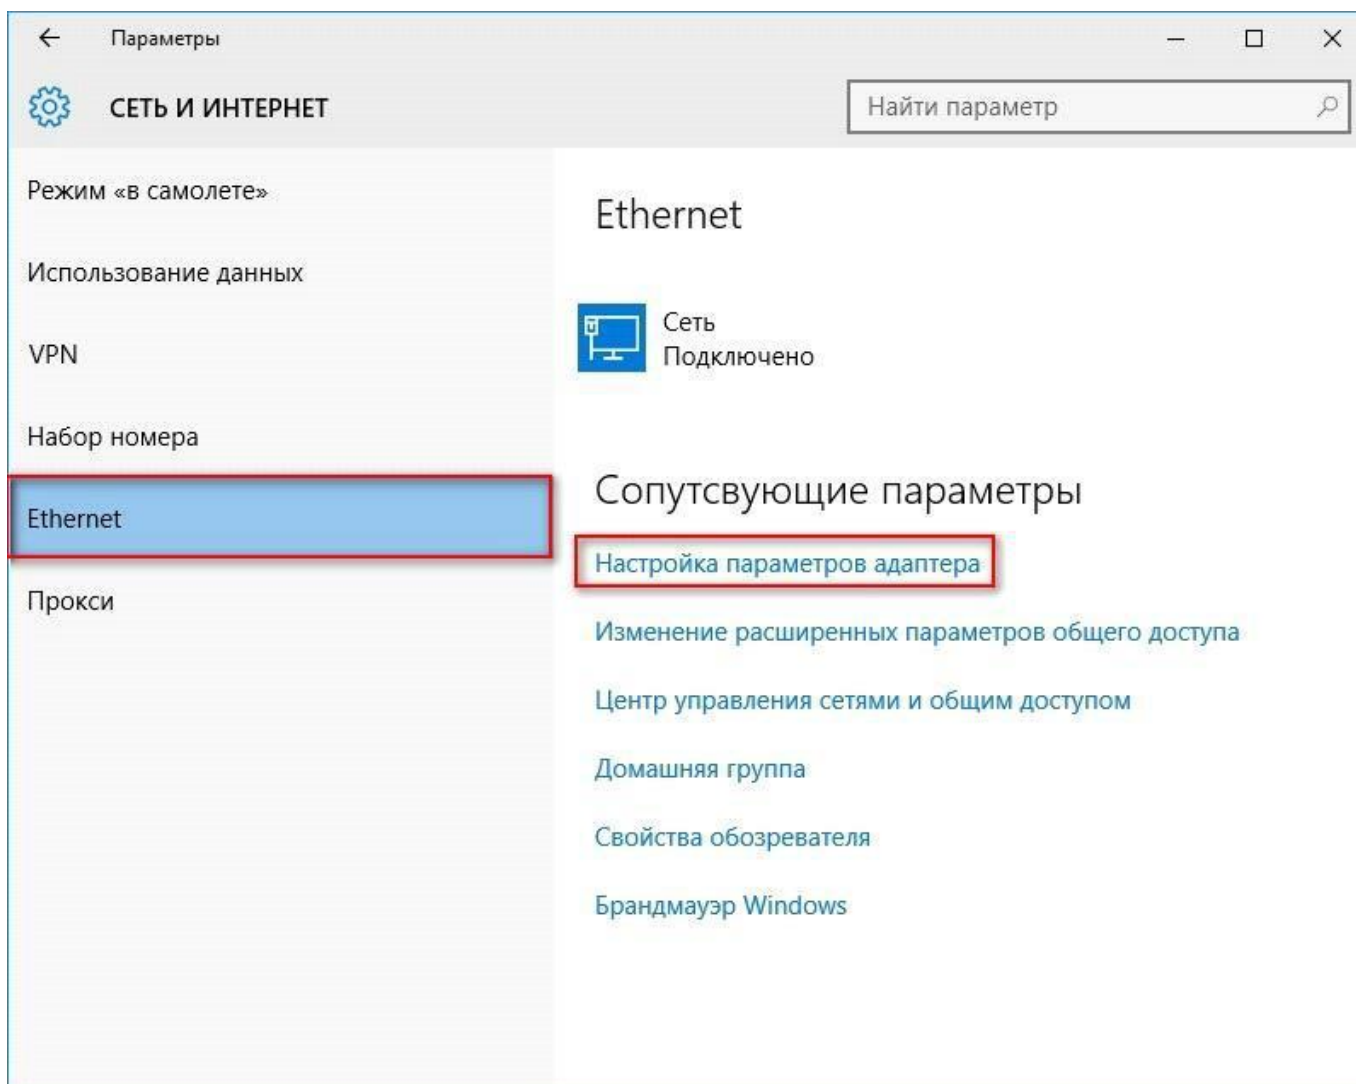 Параметры
СЕТЬ И ИНТЕРНЕТ
Найти параметр
Режим «в самолете»
Использование данных
VPN
Набор номера
Ethernet
Прокси
Ethernet
Сеть
Подключено
Сопутсвующие параметры
Настройка параметров адаптера
Изменение расширенных параметров общего доступа
Центр управления сетями и общим доступом
Домашняя группа
Свойства обозревателя
Брандмауэр Windows